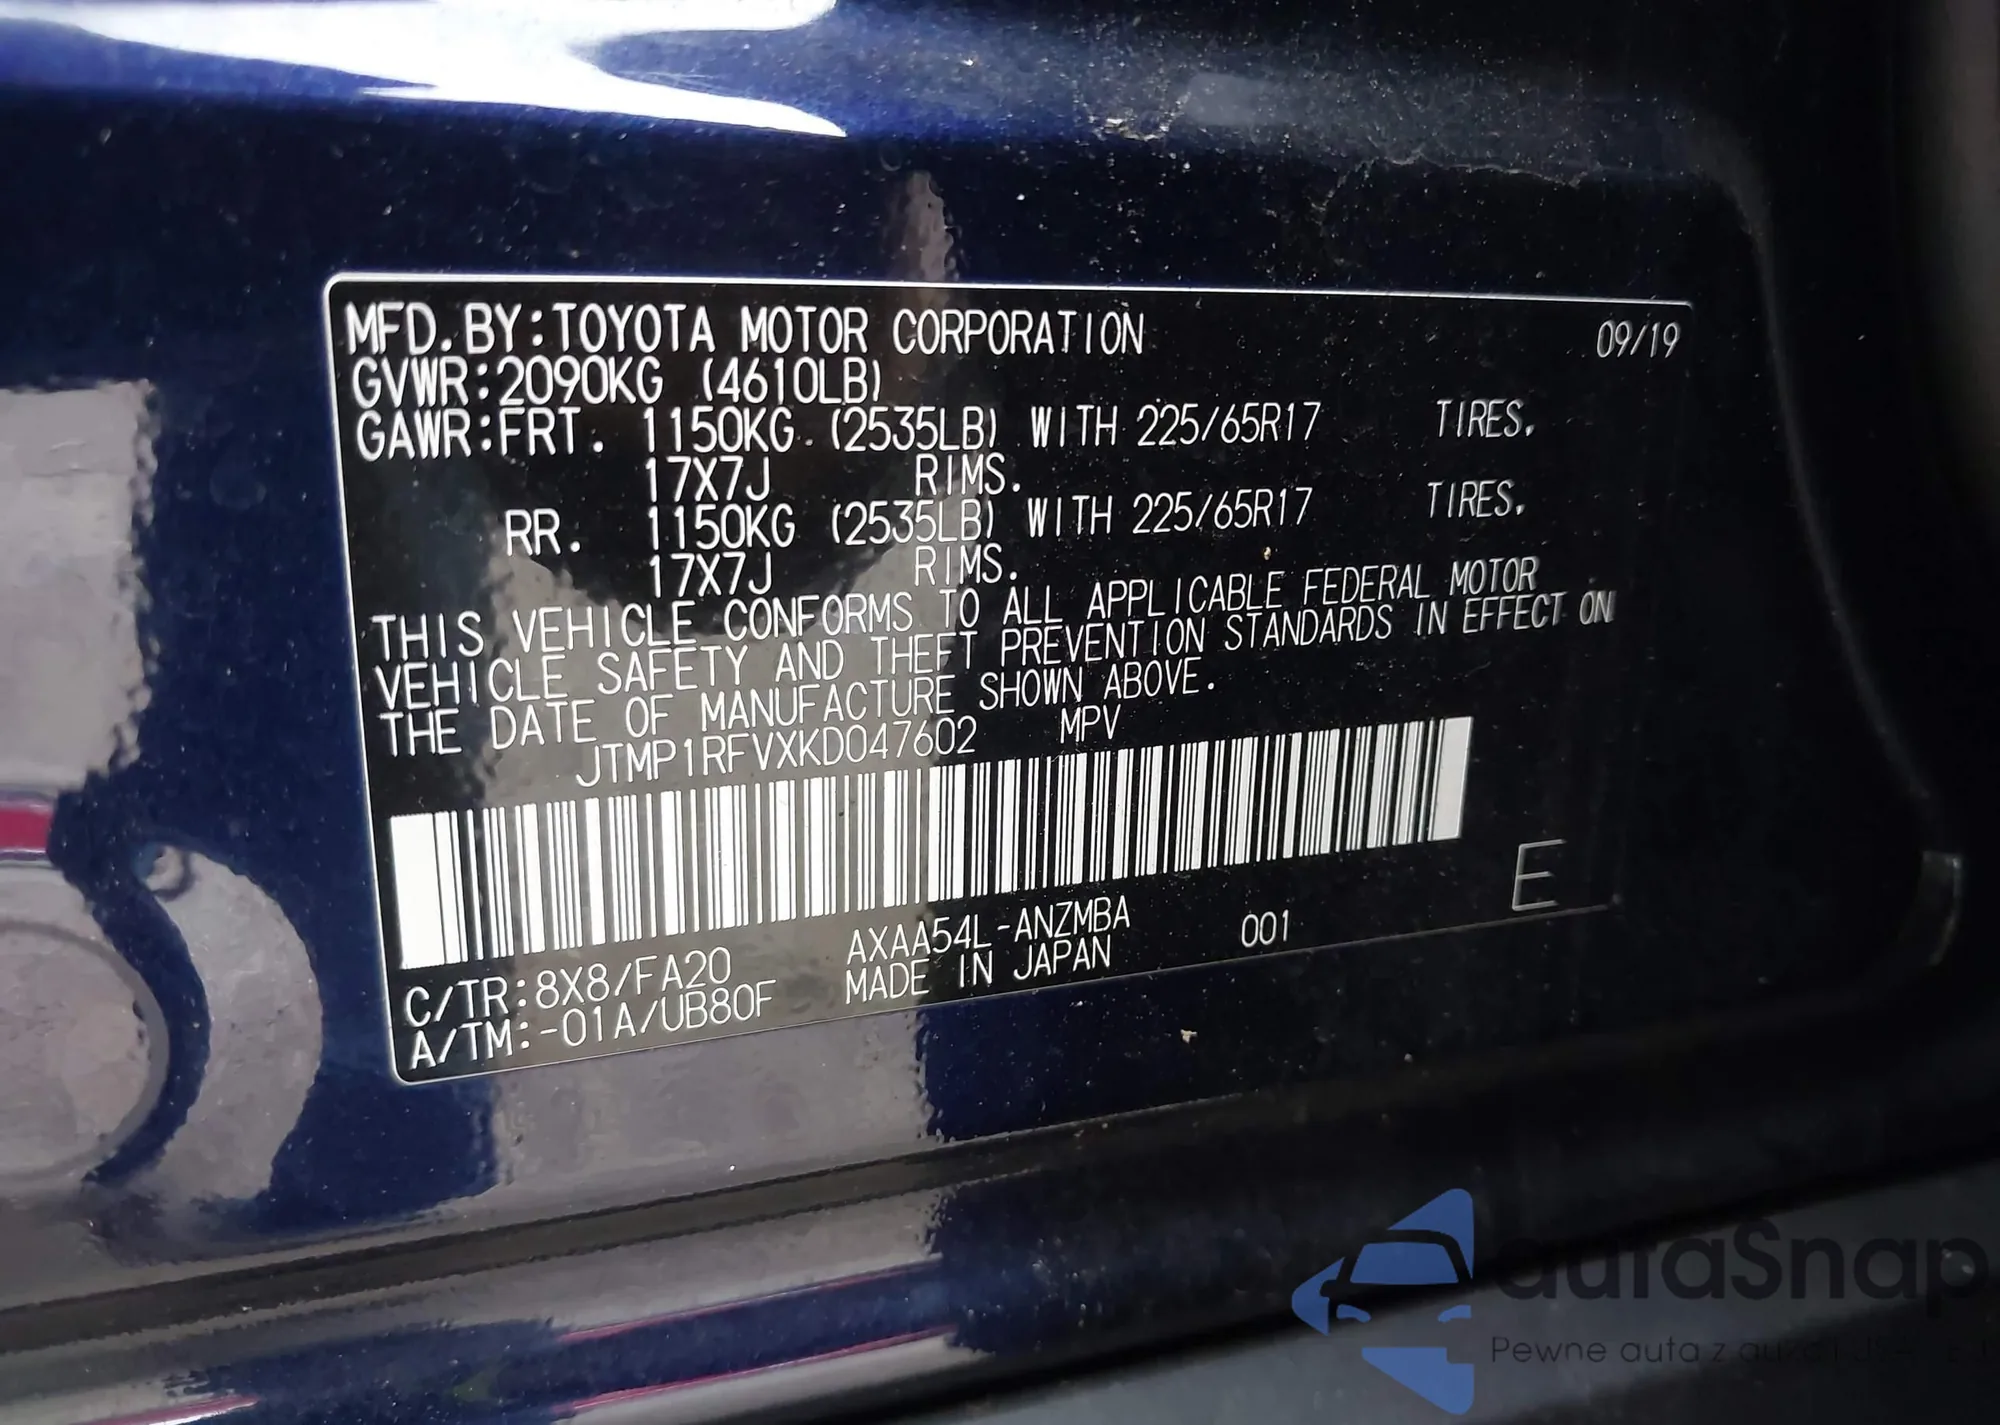 MFD. BY:TOYOTA MOTOR CORPORATION 09/19
GVWR:2090KG (4610LB)
GAWR:FRT. 1150KG (2535LB) WITH 225/65R17 TIRES.
17X7J RIMS.
RR. 1150KG (2535LB) WITH 225/65R17 TIRES.
17X7J RIMS.
THIS VEHICLE CONFORMS TO ALL APPLICABLE FEDERAL MOTOR
VEHICLE SAFETY AND THEFT PREVENTION STANDARDS IN EFFECT ON
THE DATE OF MANUFACTURE SHOWN ABOVE.
JTMP1RFVXKD047602 MPV
E
C/TR:8X8/FA20 AXAA54L-ANZMBA 001
A/TM:-01A/UB80F MADE IN JAPAN
autaSnap
Pewne auta z